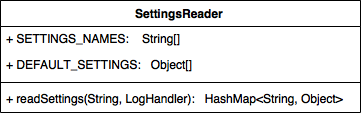 SettingsReader
+ SETTINGS_NAMES: String[]
+ DEFAULT_SETTINGS: Object[]
+ readSettings(String, LogHandler): HashMap<String, Object>